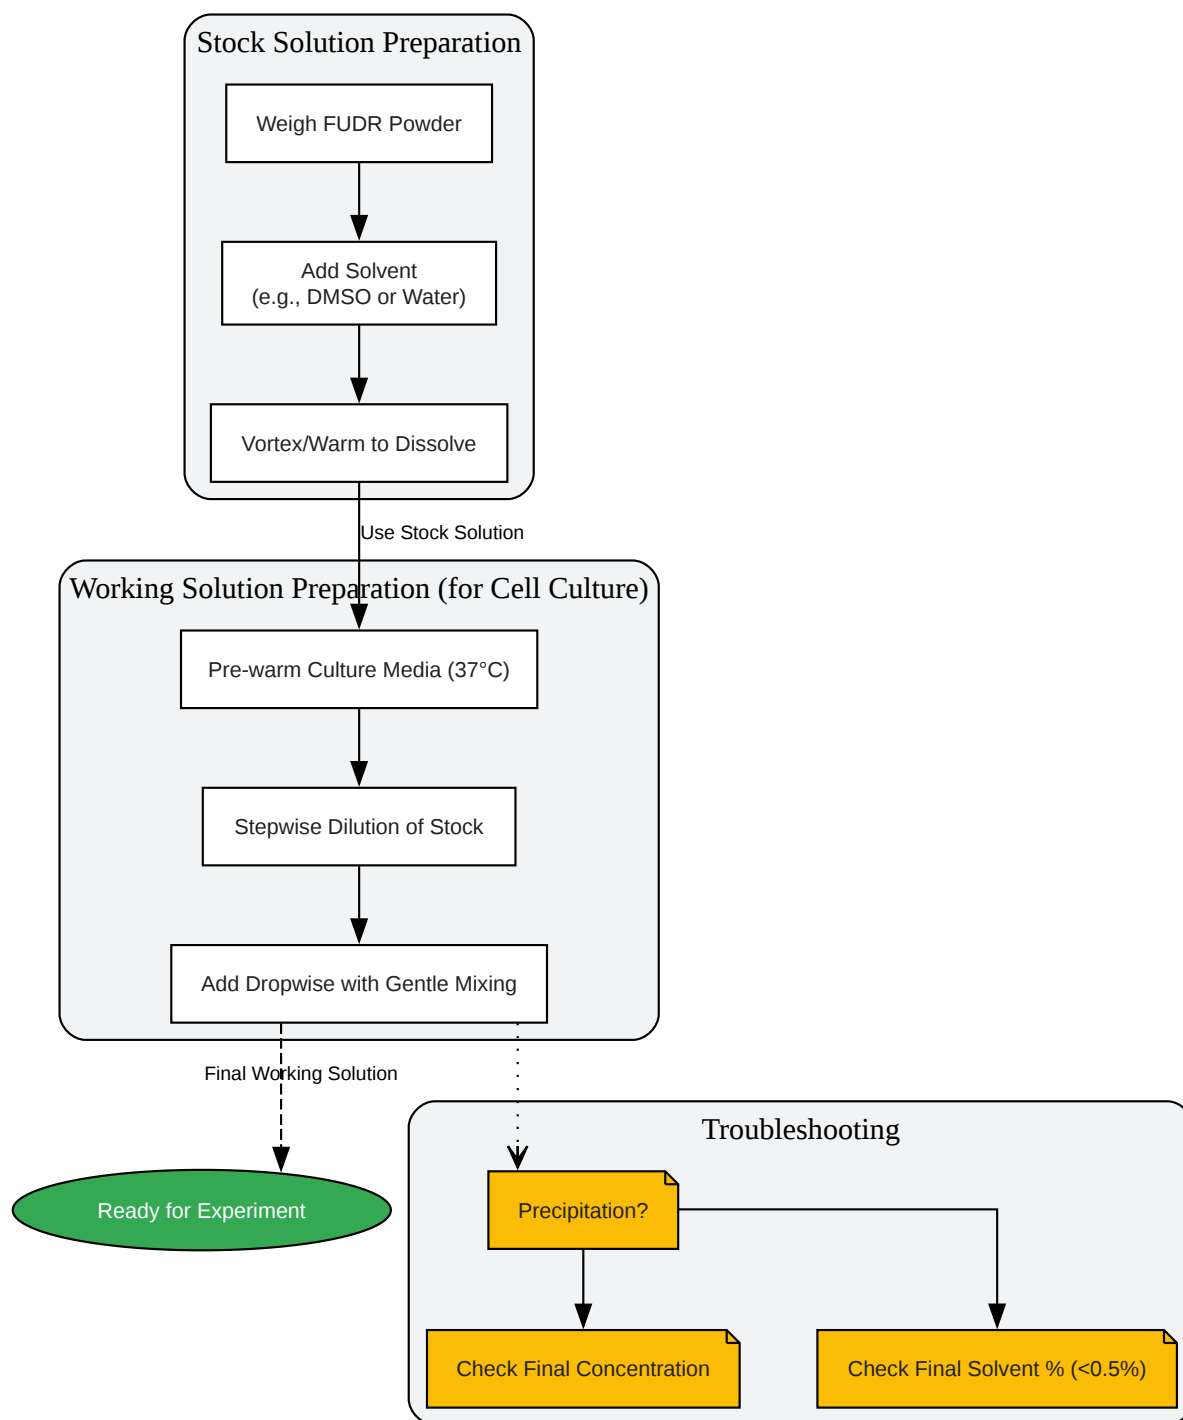 Stock Solution Preparation
Weigh FUDR Powder
Add Solvent
(e.g., DMSO or Water)
Vortex/Warm to Dissolve
Use Stock Solution
Working Solution Preparation (for Cell Culture)
Pre-warm Culture Media (37°C)
Stepwise Dilution of Stock
Add Dropwise with Gentle Mixing
Final Working Solution
Troubleshooting
Ready for Experiment
Precipitation?
Check Final Concentration
Check Final Solvent % (<0.5%)